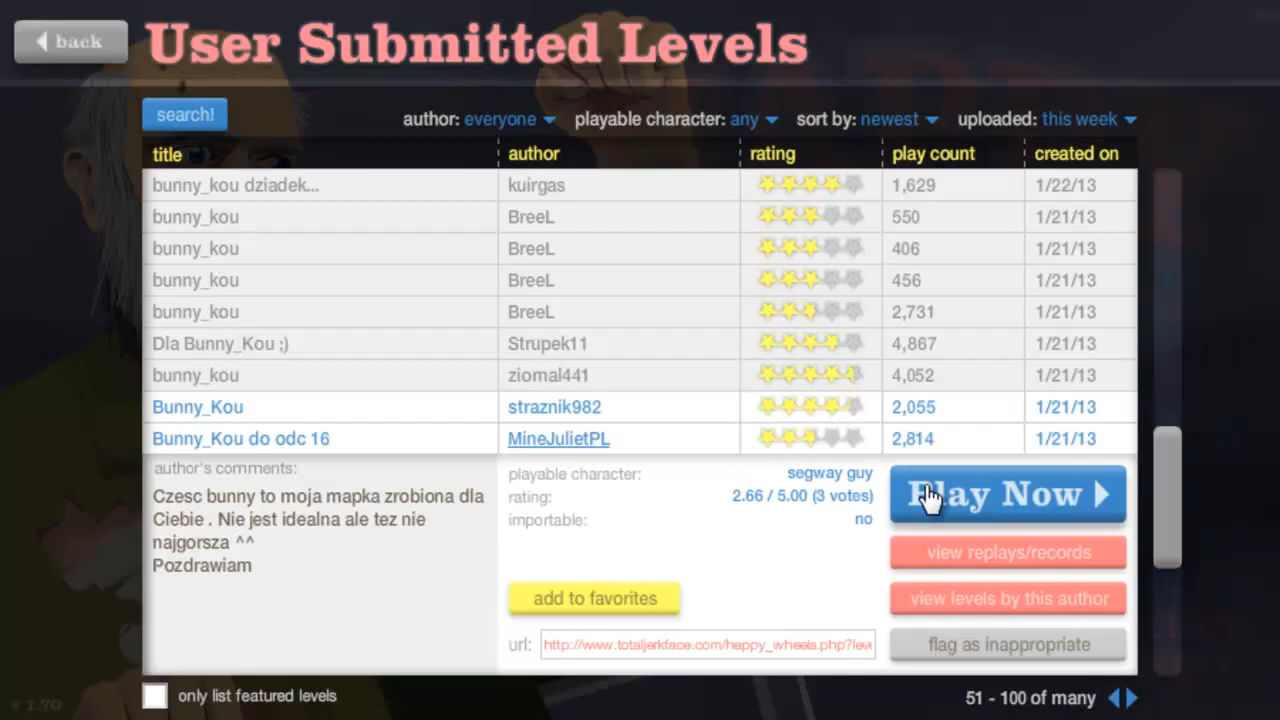 back
User Submitted Levels
search!
author: everyone playable character: any sort by: newest uploaded: this week
title author rating play count created on
bunny_kou dziadek... kuirgas 1,629 1/22/13
bunny_kou BreeL 550 1/21/13
bunny_kou BreeL 406 1/21/13
bunny_kou BreeL 456 1/21/13
bunny_kou BreeL 2,731 1/21/13
Dla Bunny_Kou ;) Strupek11 4,867 1/21/13
bunny_kou ziomal441 4,052 1/21/13
Bunny_Kou straznik982 2,055 1/21/13
Bunny_Kou do odc 16 MineJulietPL 2,814 1/21/13
author's comments:
Czesc bunny to moja mapka zrobiona dla
Ciebie . Nie jest idealna ale tez nie
najgorsza ^^
Pozdrawiam
playable character: segway guy
rating: 2.66 / 5.00 (3 votes)
importable: no
add to favorites
url: http://www.totaljerkface.com/happy_wheels.php?lev
Play Now
view replays/records
view levels by this author
flag as inappropriate
only list featured levels
51 - 100 of many
v 1.70